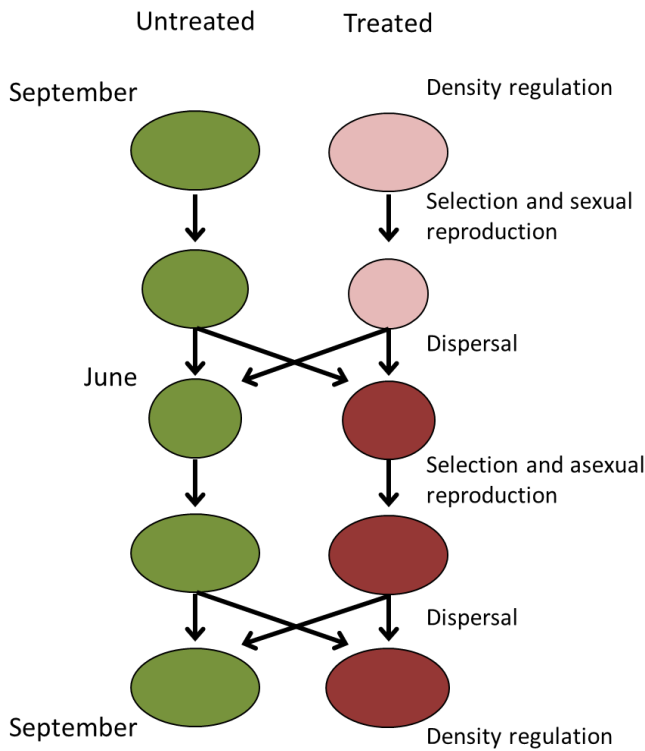 Untreated
Treated
September
Density regulation
Selection and sexual
reproduction
Dispersal
June
Selection and asexual
reproduction
Dispersal
September
Density regulation